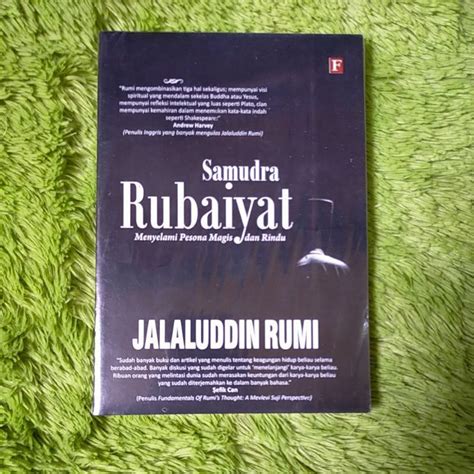 F
"Rumi mengombinasikan tiga hal sekaligus; mempunyai visi
spiritual yang mendalam sekelas Buddha atau Yesus,
mempunyai refleksi intelektual yang luas seperti Plato, dan
mempunyai kemahiran dalam menemukan kata-kata indah
seperti Shakespeare:"
Andrew Harvey
(Penulis Inggris yang banyak mengulas Jalaluddin Rumi)
Samudra
Rubaiyat
Menyelami Pesona Magis dan Rindu
JALALUDDIN RUMI
"Sudah banyak buku dan artikel yang menulis tentang keagungan hidup beliau selama
berabad-abad. Banyak diskusi yang sudah digelar untuk 'menelanjangi' karya-karya beliau.
Ribuan orang yang melintasi dunia sudah merasakan keuntungan dari karya-karya beliau
yang sudah diterjemahkan ke dalam banyak bahasa."
Şefik Can
(Penulis Fundamentals Of Rumi's Thought: A Mevlevi Suji Perspective)